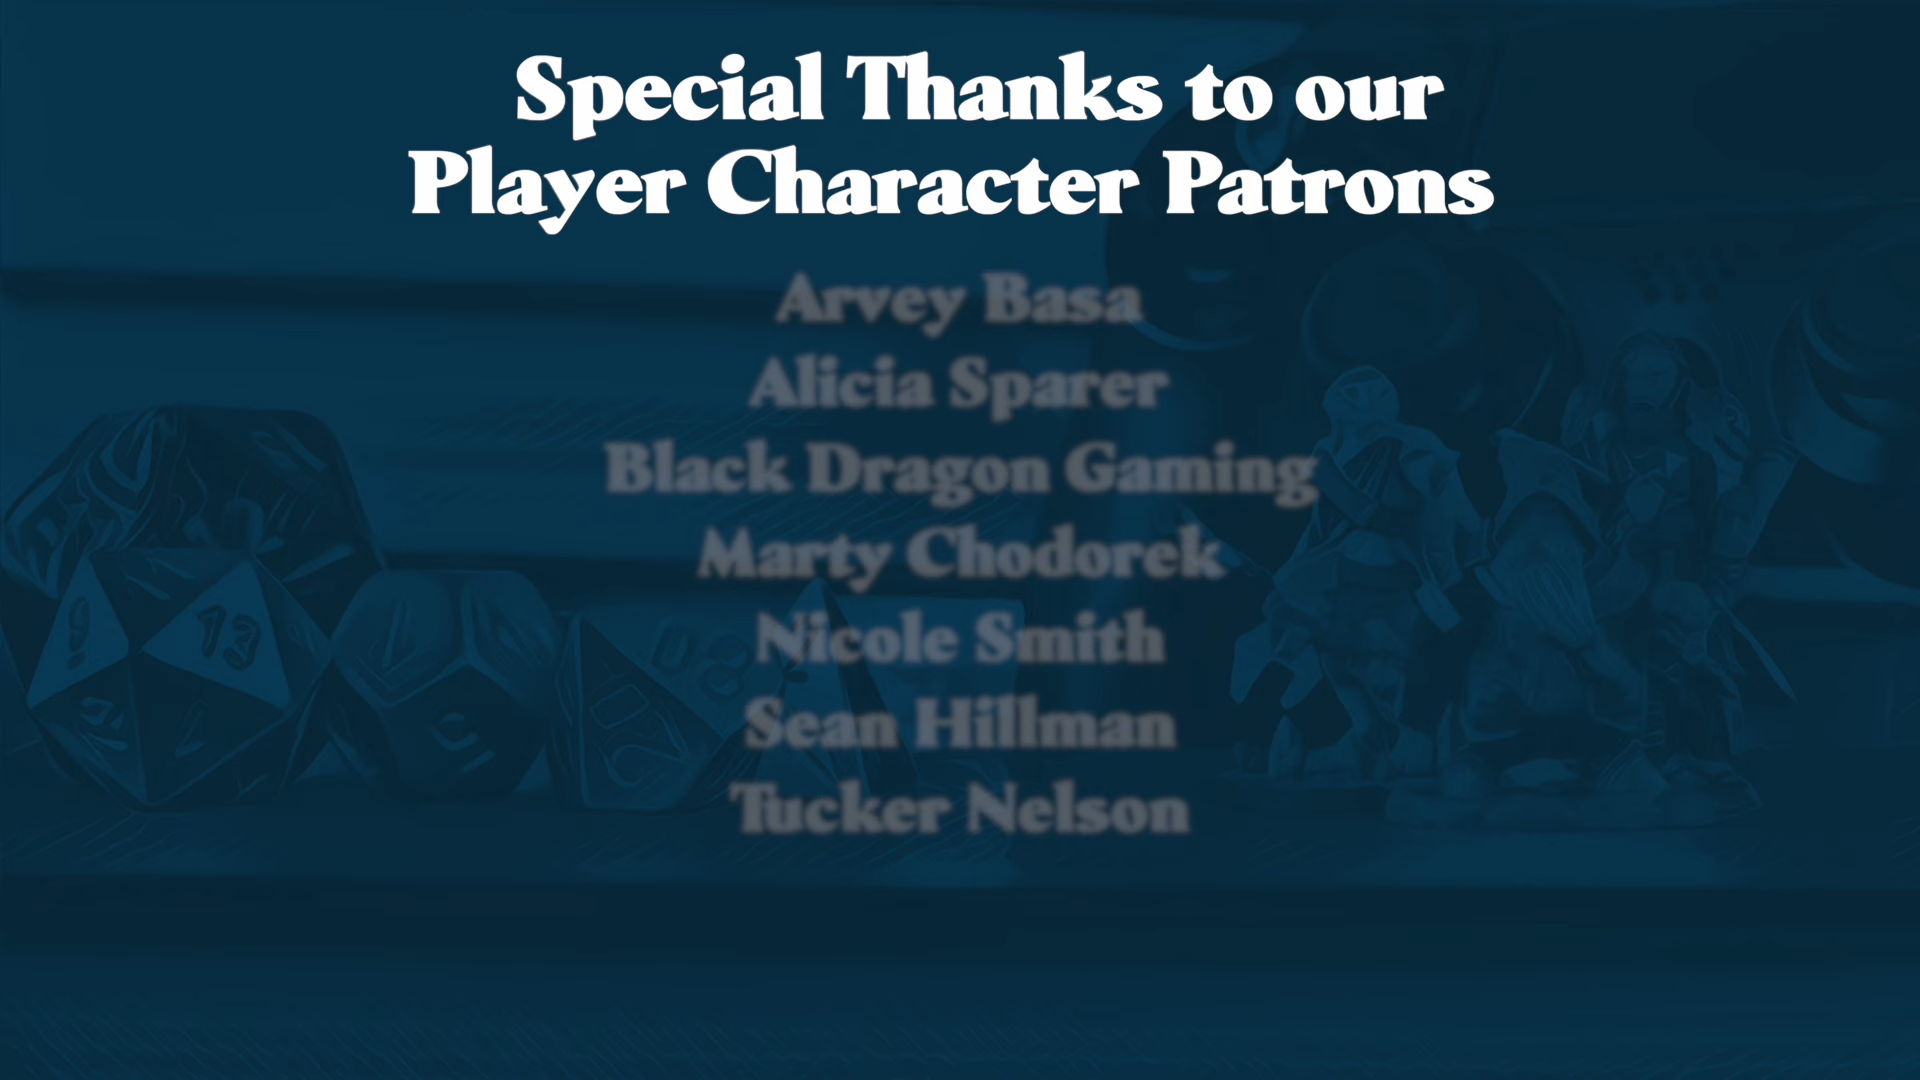 Special Thanks to our
Player Character Patrons
Arvey Basa
Alicia Sparer
Black Dragon Gaming
Marty Chodorek
Nicole Smith
Sean Hillman
Tucker Nelson
13